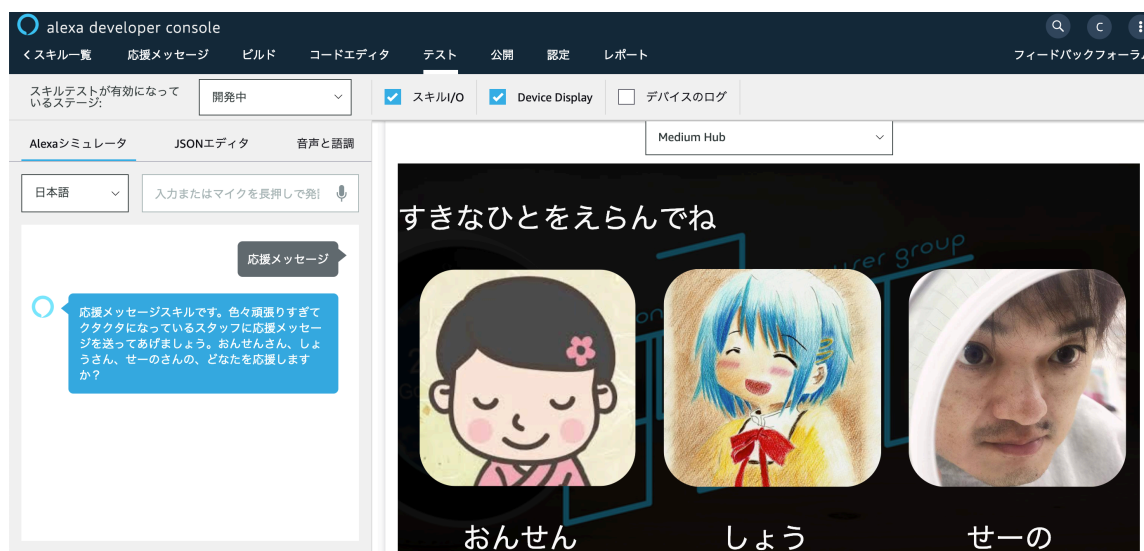 alexa developer console
C
スキル一覧
応援メッセージ
ビルド
コードエディタ
テスト
公開
認定
レポート
フィードバックフォーラム
スキルテストが有効になって
いるステージ:
開発中
スキルI/O
Device Display
デバイスのログ
Alexaシミュレータ
JSONエディタ
音声と語調
Medium Hub
日本語
入力またはマイクを長押しで発
すきなひとをえらんでね
urer group
on
応援メッセージ
応援メッセージスキルです。色々頑張りすぎて
クタクタになっているスタッフに応援メッセー
ジを送ってあげましょう。おんせんさん、しょ
うさん、せーのさんの、どなたを応援します
か？
おんせん
しょう
せーの